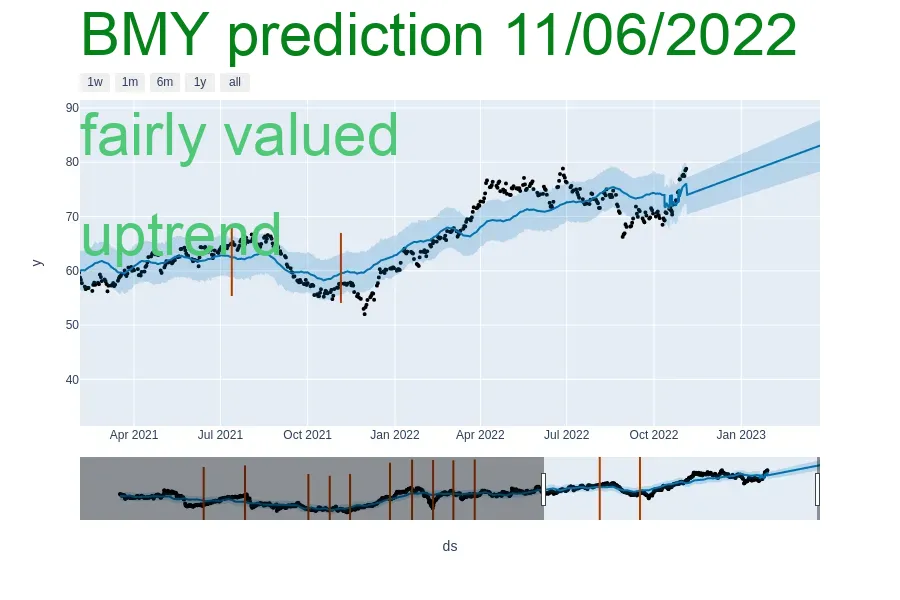 BMY prediction 11/06/2022
1w 1m 6m 1y all
90
fairly valued
80
70
uptrend
y
60
50
40
Apr 2021 Jul 2021 Oct 2021 Jan 2022 Apr 2022 Jul 2022 Oct 2022 Jan 2023
ds